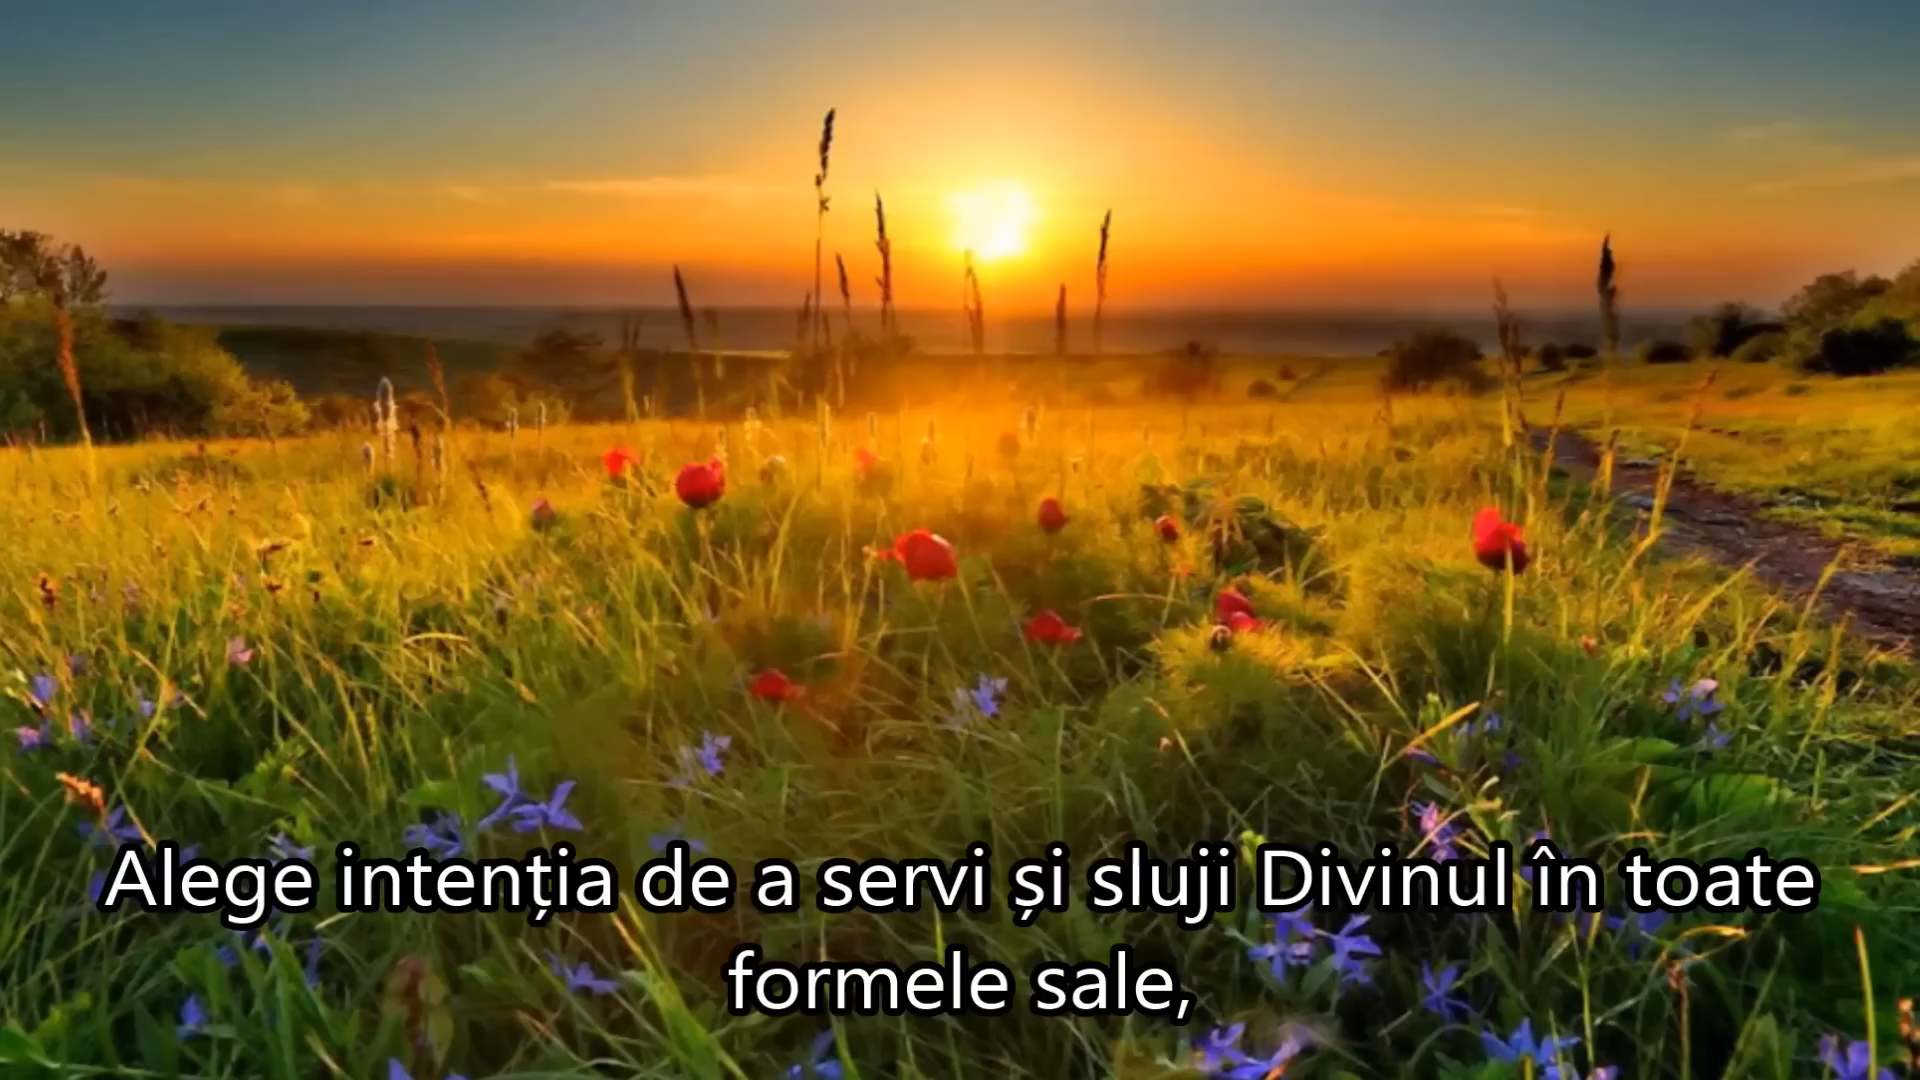 Alege intenția de a servi și sluji Divinul în toate
formele sale,